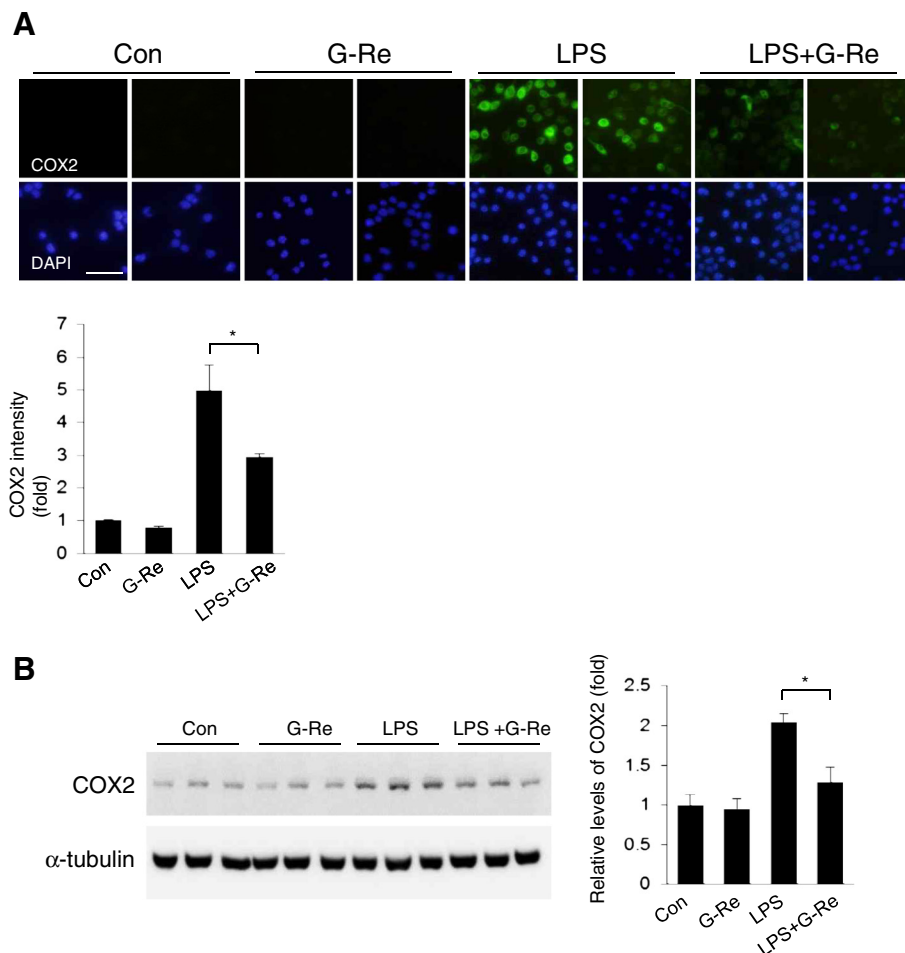 A
Con G-Re LPS LPS+G-Re
COX2
DAPI
7
6
5
4
3
2
1
0
COX2 intensity
(fold)
*
Con G-Re LPS LPS+G-Re
B
Con G-Re LPS LPS +G-Re
COX2
α-tubulin
Relative levels of COX2 (fold)
2.5
2
1.5
1
0.5
0
*
Con G-Re LPS LPS+G-Re